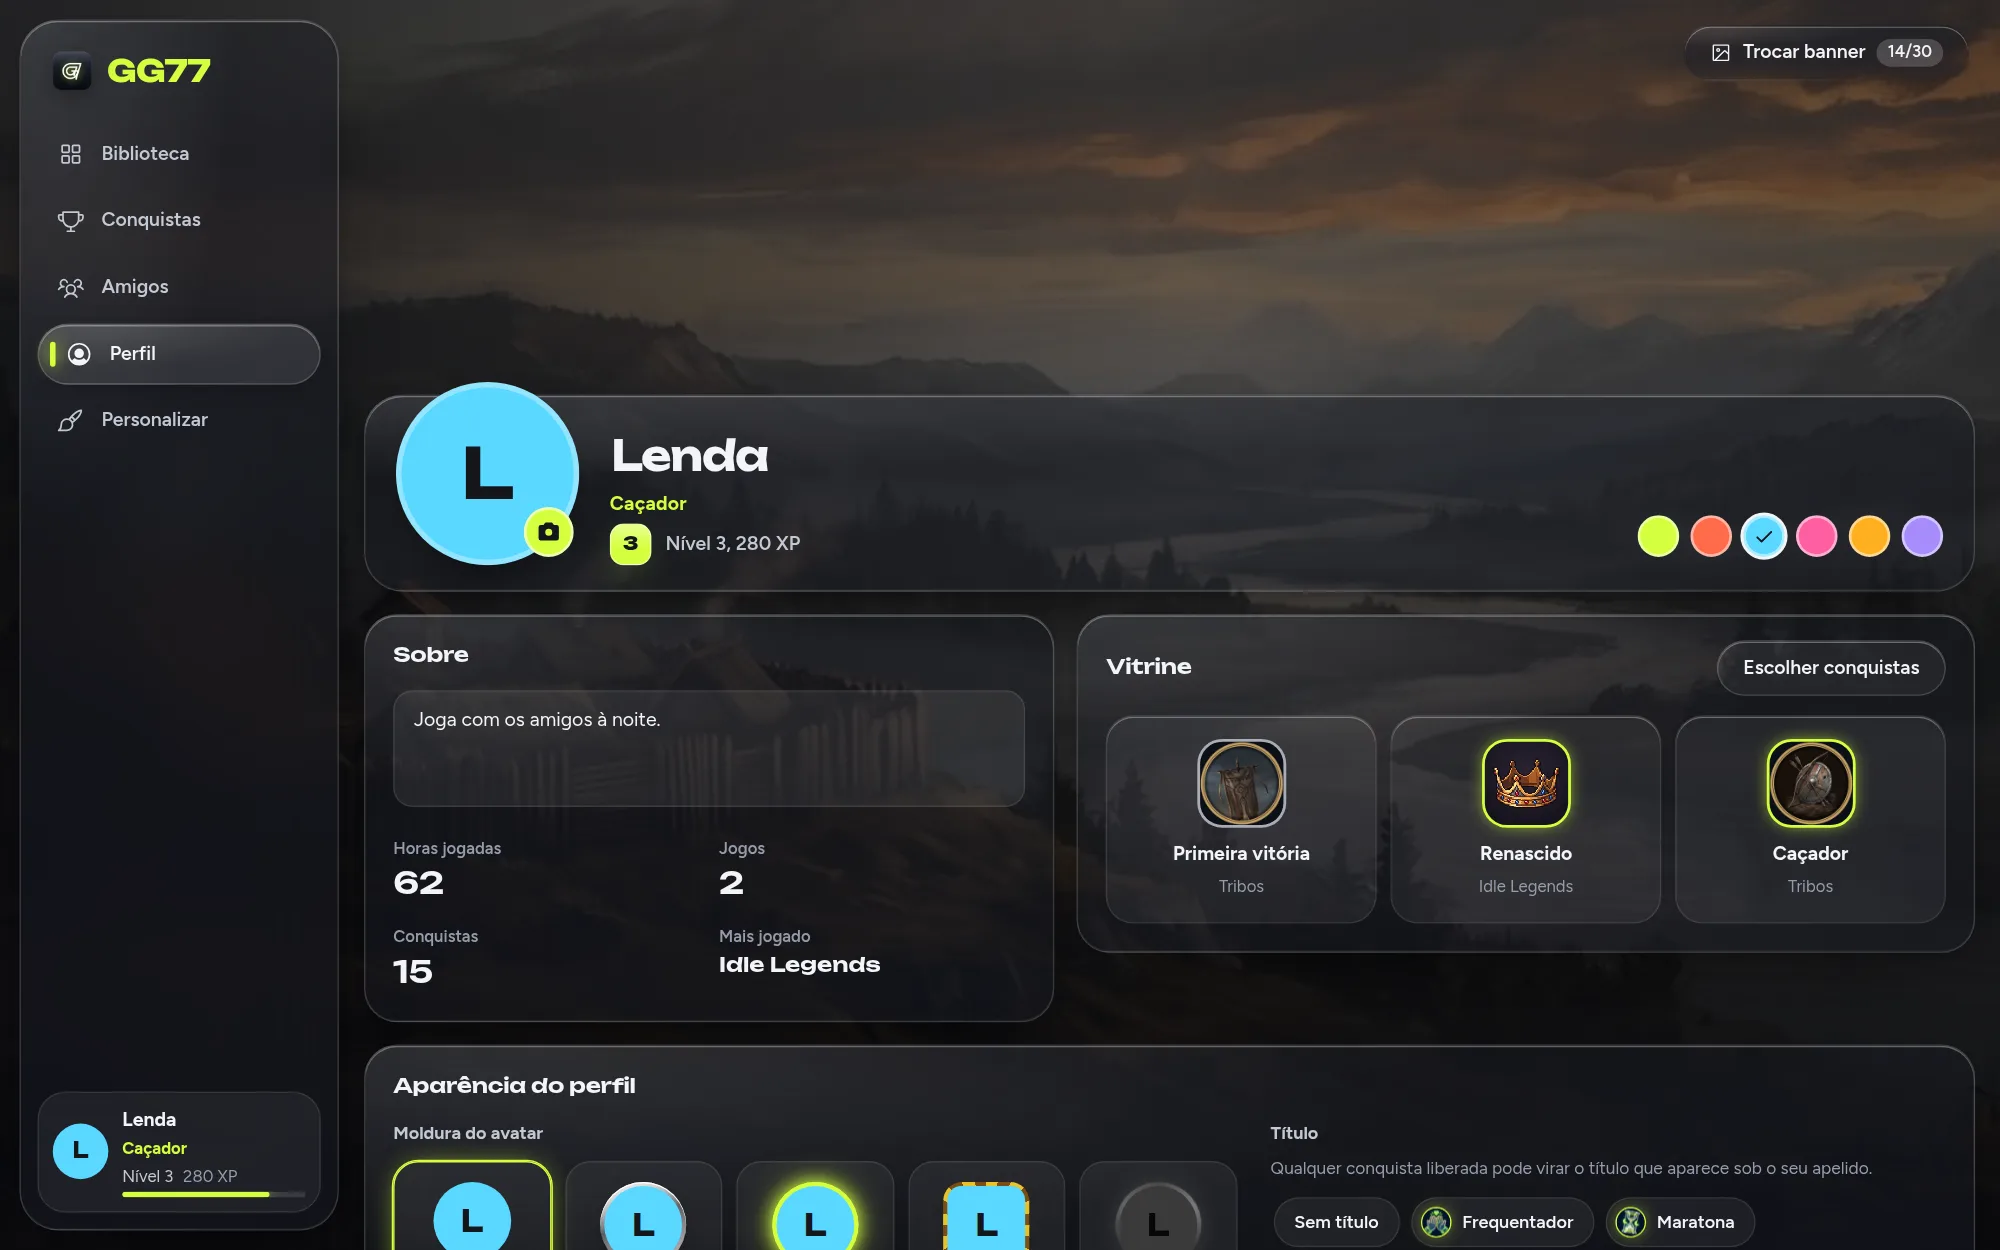 GG77
Biblioteca
Conquistas
Amigos
Perfil
Personalizar
Lenda
L
Caçador
Nível 3 280 XP
Trocar banner 14/30
L
Lenda
Caçador
3 Nível 3, 280 XP
Sobre
Joga com os amigos à noite.
Horas jogadas
62
Jogos
2
Conquistas
15
Mais jogado
Idle Legends
Vitrine
Escolher conquistas
Primeira vitória
Tribos
Renascido
Idle Legends
Caçador
Tribos
Aparência do perfil
Moldura do avatar
L L L L L
Título
Qualquer conquista liberada pode virar o título que aparece sob o seu apelido.
Sem título Frequentador Maratona